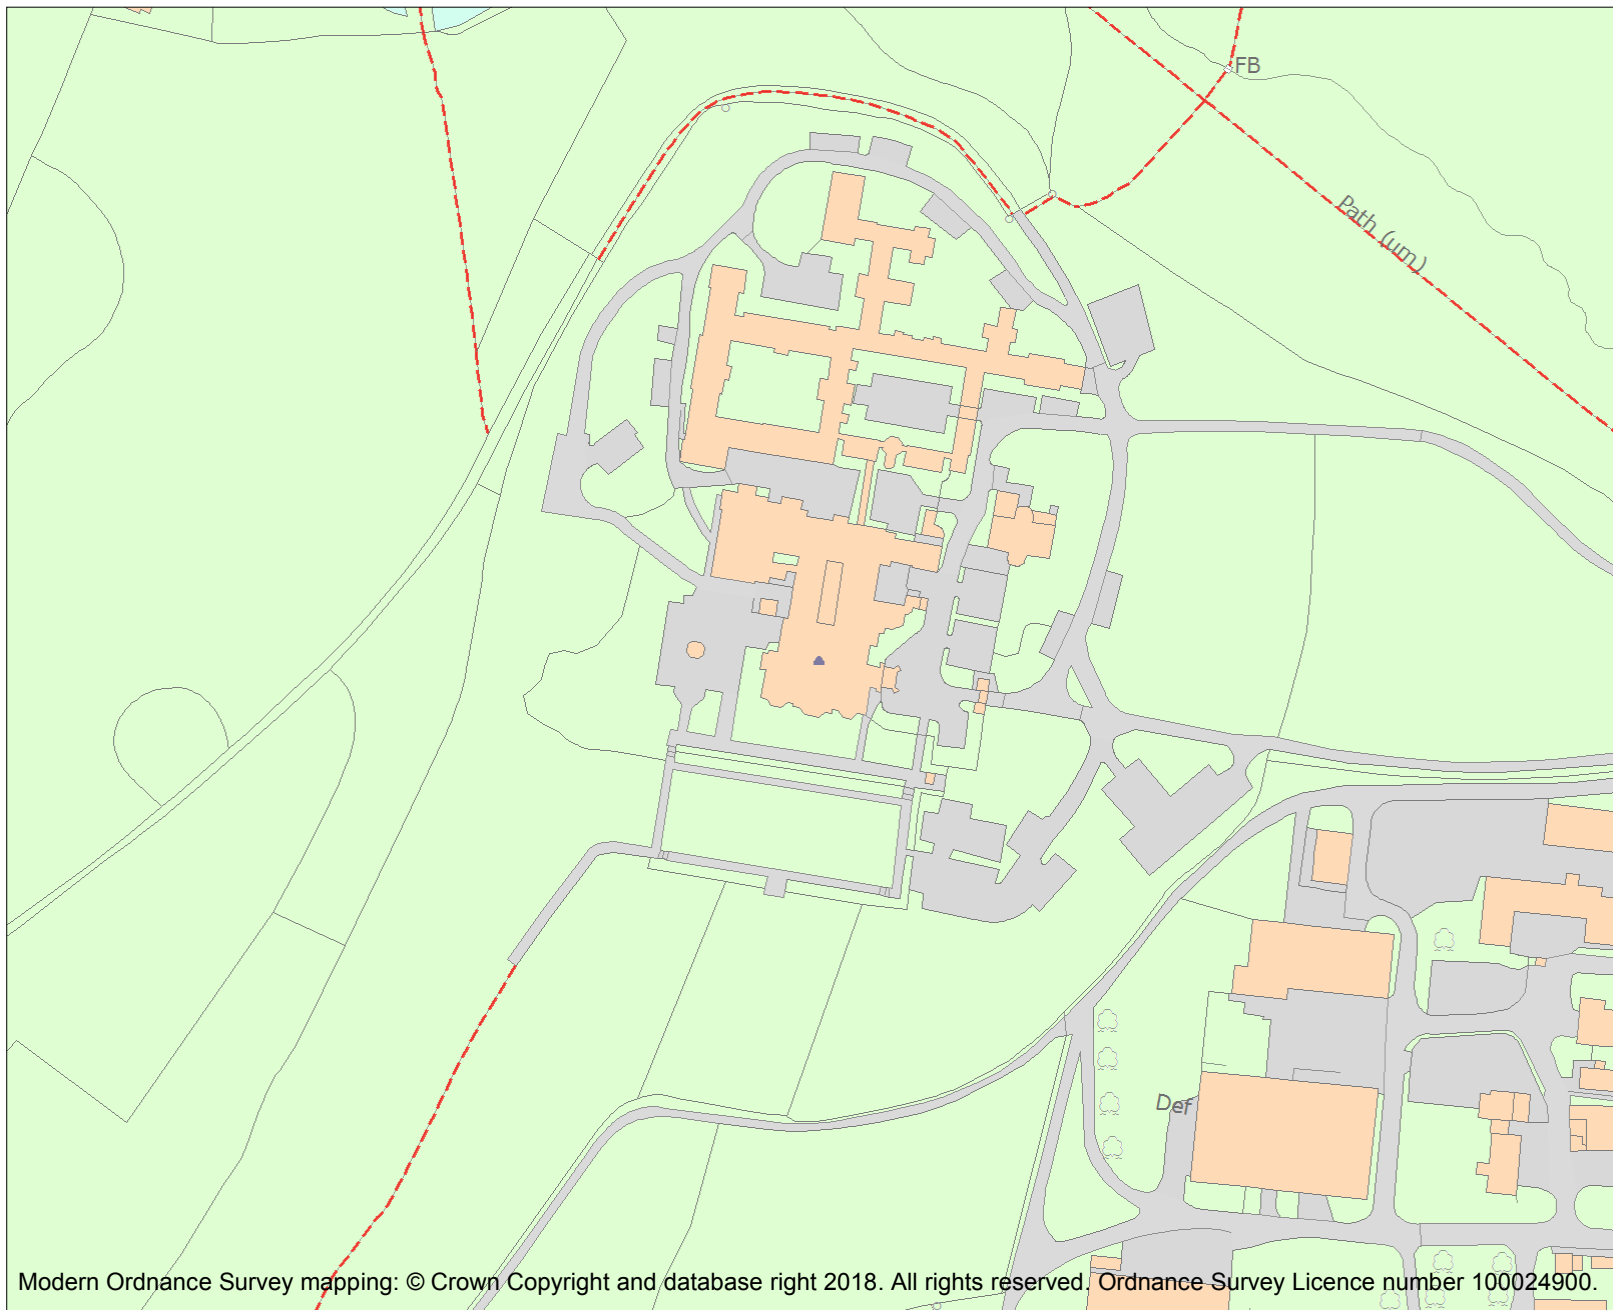 FB
Path (um)
Def
Modern Ordnance Survey mapping: © Crown Copyright and database right 2018. All rights reserved. Ordnance Survey Licence number 100024900.